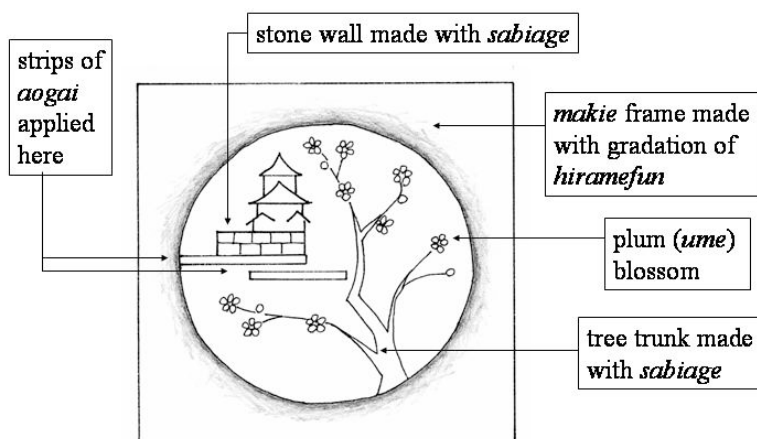 stone wall made with sabiage
strips of
aogai
applied
here
makie frame made
with gradation of
hiramefun
plum (ume)
blossom
tree trunk made
with sabiage